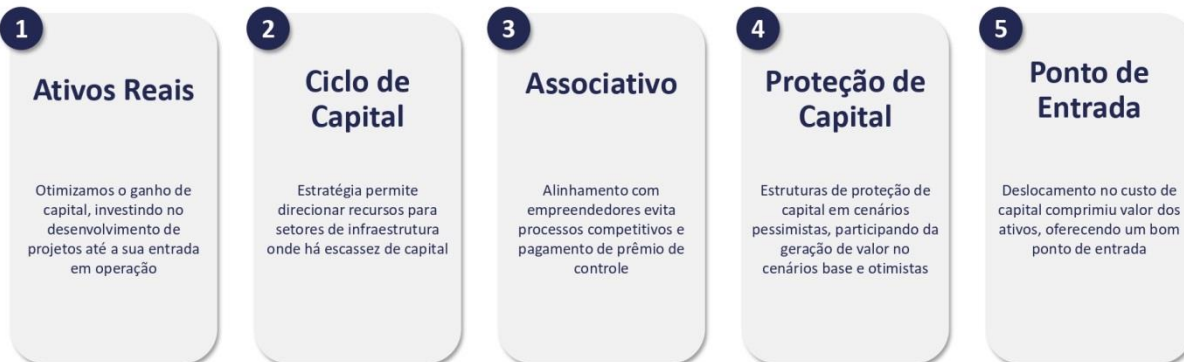 1
Ativos Reais
Otimizamos o ganho de
capital, investindo no
desenvolvimento de
projetos até a sua entrada
em operação
2
Ciclo de
Capital
Estratégia permite
direcionar recursos para
setores de infraestrutura
onde há escassez de capital
3
Associativo
Alinhamento com
empreendedores evita
processos competitivos e
pagamento de prêmio de
controle
4
Proteção de
Capital
Estruturas de proteção de
capital em cenários
pessimistas, participando da
geração de valor no
cenários base e otimistas
5
Ponto de
Entrada
Deslocamento no custo de
capital comprimiu valor dos
ativos, oferecendo um bom
ponto de entrada